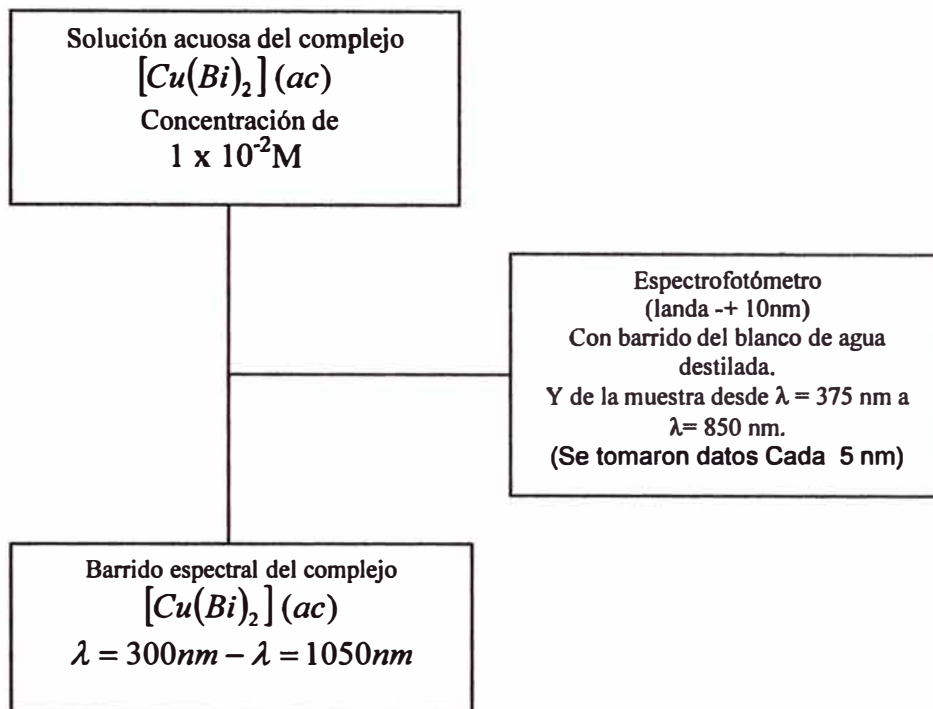 Solución acuosa del complejo
[Cu(Bi)₂] (ac)
Concentración de
1 x 10⁻²M
Espectrofotómetro
(landa -+ 10nm)
Con barrido del blanco de agua
destilada.
Y de la muestra desde λ = 375 nm a
λ= 850 nm.
(Se tomaron datos Cada 5 nm)
Barrido espectral del complejo
[Cu(Bi)₂] (ac)
λ = 300nm – λ = 1050nm